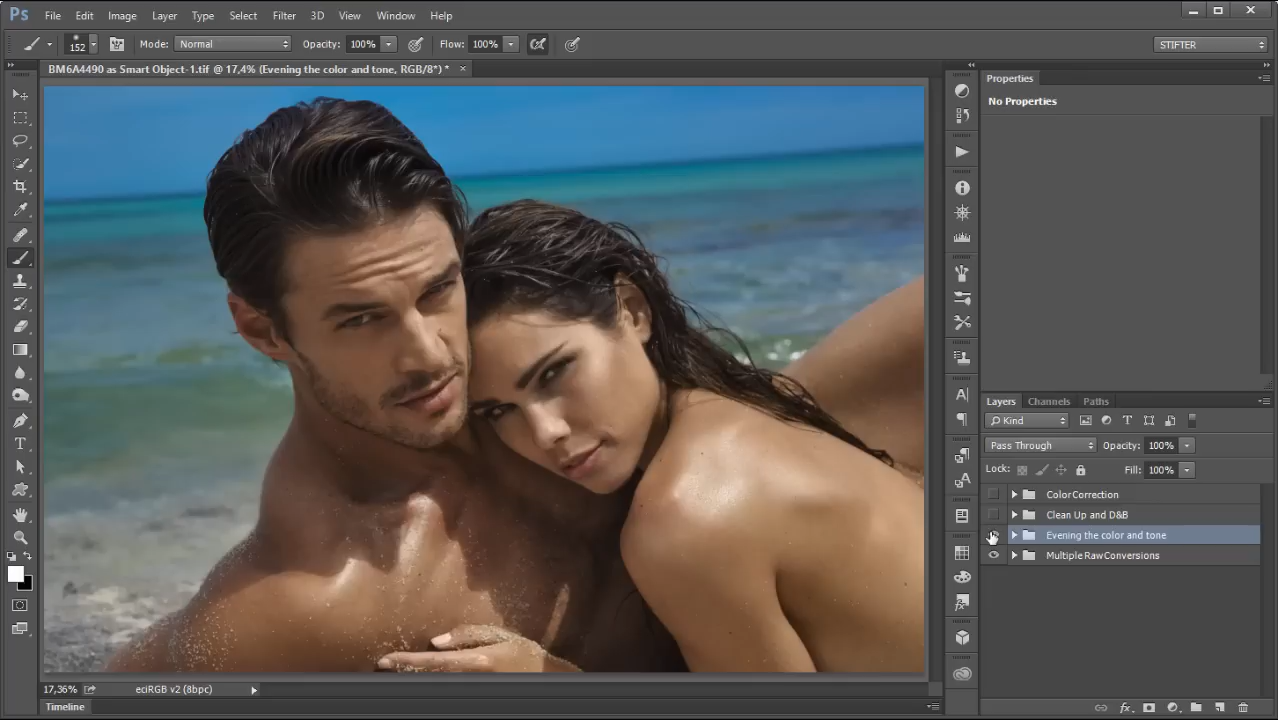 Ps File Edit Image Layer Type Select Filter 3D View Window Help
152 Mode: Normal Opacity: 100% Flow: 100% STIFTER
BM6A4490 as Smart Object-1.tif @ 17,4% (Evening the color and tone, RGB/8*) *
Properties
No Properties
Layers Channels Paths
Kind
Pass Through Opacity: 100%
Lock: Fill: 100%
Color Correction
Clean Up and D&B
Evening the color and tone
Multiple Raw Conversions
17,36% eciRGB v2 (8bpc)
Timeline